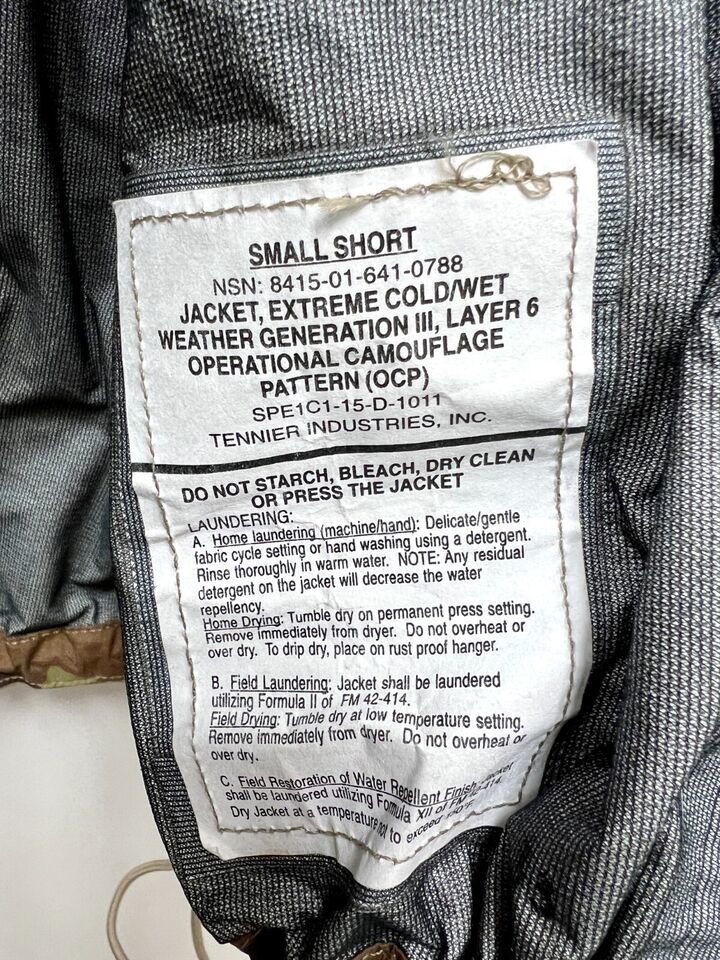 SMALL SHORT
NSN: 8415-01-641-0788
JACKET, EXTREME COLD/WET
WEATHER GENERATION III, LAYER 6
OPERATIONAL CAMOUFLAGE
PATTERN (OCP)
SPE1C1-15-D-1011
TENNIER INDUSTRIES, INC.
DO NOT STARCH, BLEACH, DRY CLEAN
OR PRESS THE JACKET
LAUNDERING:
A. Home laundering (machine/hand): Delicate/gentle
fabric cycle setting or hand washing using a detergent.
Rinse thoroughly in warm water. NOTE: Any residual
detergent on the jacket will decrease the water
repellency.
Home Drying: Tumble dry on permanent press setting.
Remove immediately from dryer. Do not overheat or
over dry. To drip dry, place on rust proof hanger.
B. Field Laundering: Jacket shall be laundered
utilizing Formula II of FM 42-414.
Field Drying: Tumble dry at low temperature setting.
Remove immediately from dryer. Do not overheat or
over dry.
C. Field Restoration of Water Repellent Finish: Jacket
shall be laundered utilizing Formula XII of FM 42-414.
Dry Jacket at a temperature not to exceed